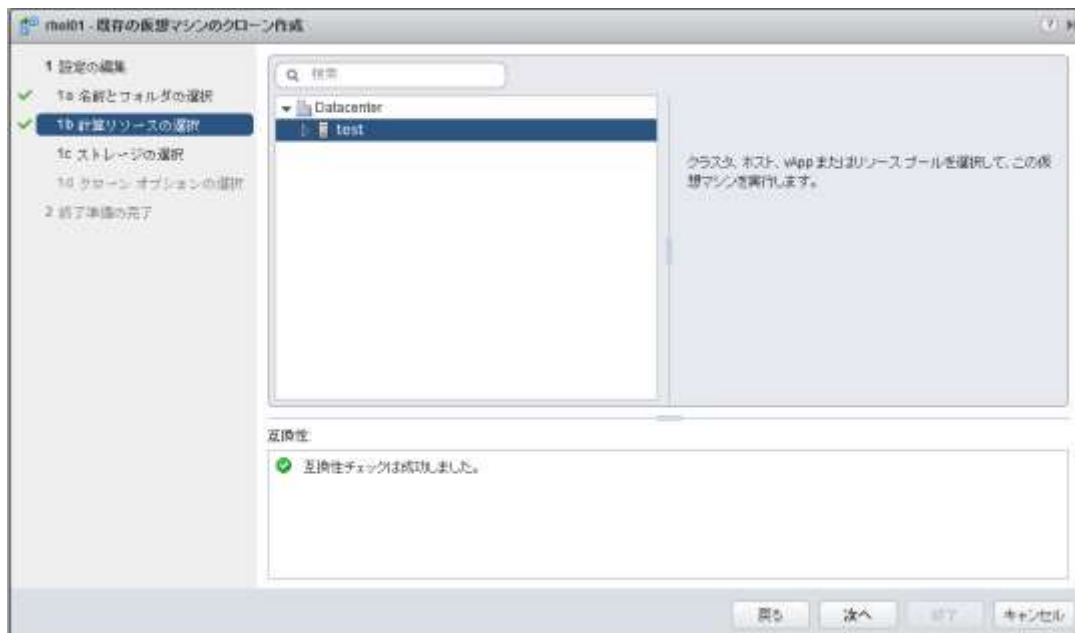 rhel01 - 既存の仮想マシンのクローン作成
1 設定の編集
1a 名前とフォルダの選択
1b 計算リソースの選択
1c ストレージの選択
1d クローン オプションの選択
2 終了準備の完了
検索
Datacenter
test
クラスタ, ホスト, vApp またはリソース プールを選択して、この仮
想マシンを実行します。
互換性:
互換性チェックは成功しました。
戻る
次へ
終了
キャンセル